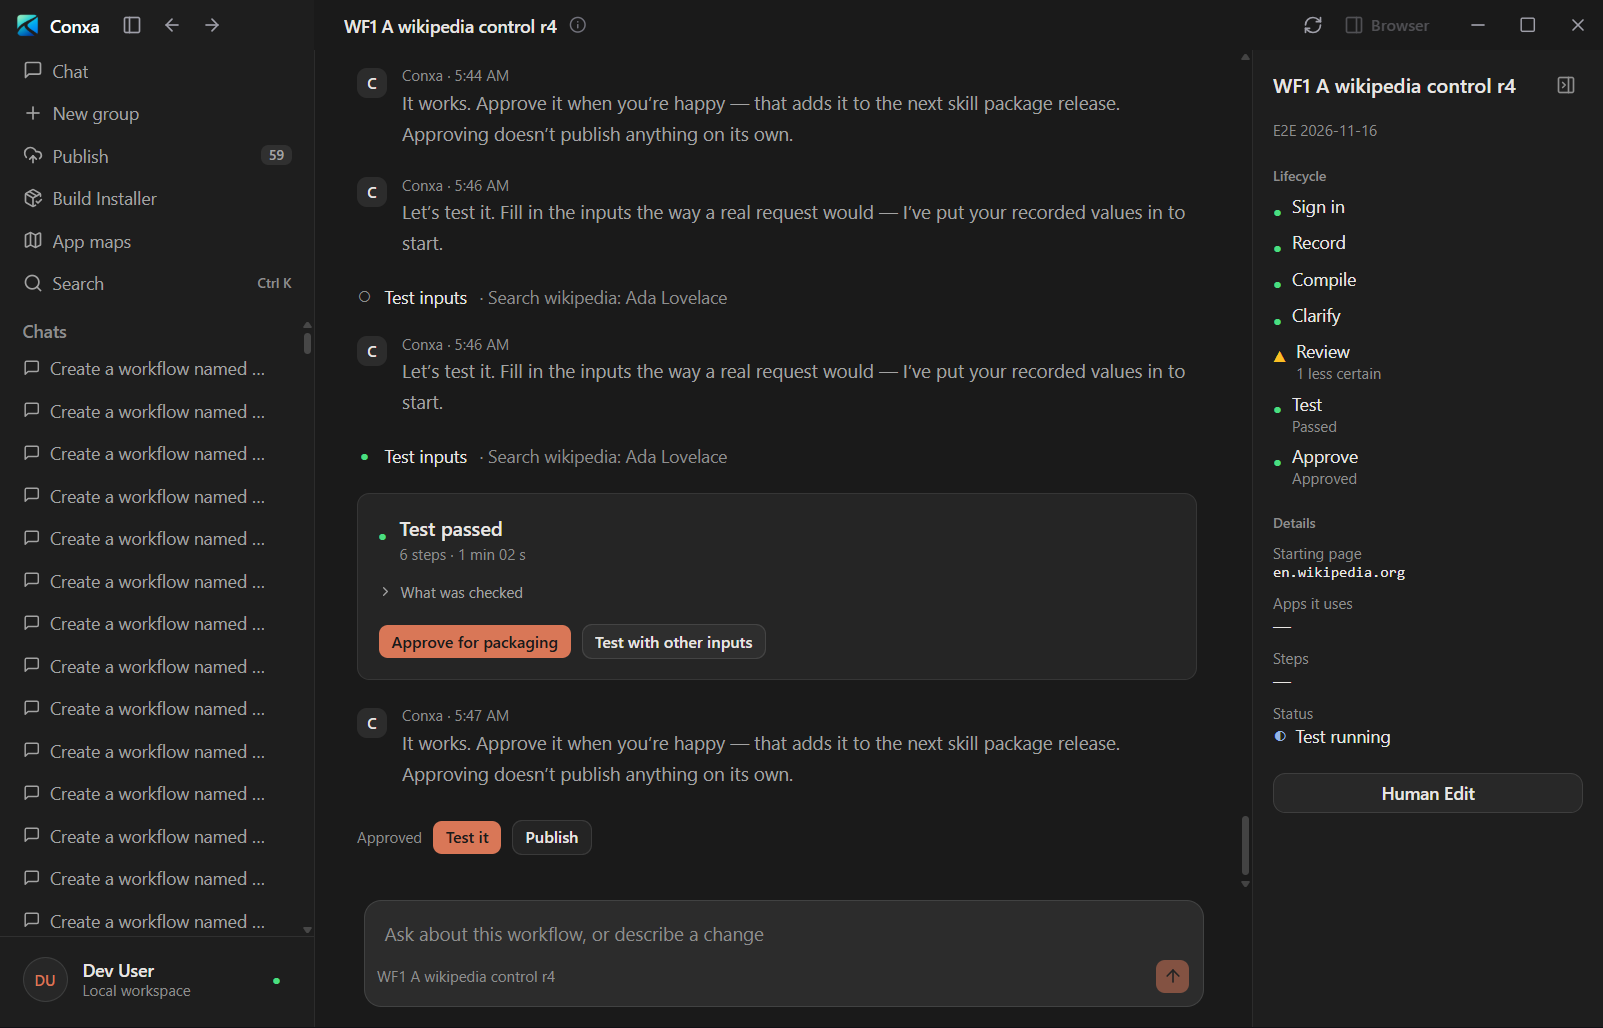 Conxa
Chat
New group
Publish 59
Build Installer
App maps
Search Ctrl K
Chats
Create a workflow named ...
Create a workflow named ...
Create a workflow named ...
Create a workflow named ...
Create a workflow named ...
Create a workflow named ...
Create a workflow named ...
Create a workflow named ...
Create a workflow named ...
Create a workflow named ...
Create a workflow named ...
Create a workflow named ...
Create a workflow named ...
Create a workflow named ...
DU
Dev User
Local workspace
WF1 A wikipedia control r4
Browser
C
Conxa · 5:44 AM
It works. Approve it when you’re happy — that adds it to the next skill package release.
Approving doesn’t publish anything on its own.
C
Conxa · 5:46 AM
Let’s test it. Fill in the inputs the way a real request would — I’ve put your recorded values in to
start.
Test inputs · Search wikipedia: Ada Lovelace
C
Conxa · 5:46 AM
Let’s test it. Fill in the inputs the way a real request would — I’ve put your recorded values in to
start.
Test inputs · Search wikipedia: Ada Lovelace
Test passed
6 steps · 1 min 02 s
What was checked
Approve for packaging Test with other inputs
C
Conxa · 5:47 AM
It works. Approve it when you’re happy — that adds it to the next skill package release.
Approving doesn’t publish anything on its own.
Approved Test it Publish
Ask about this workflow, or describe a change
WF1 A wikipedia control r4
WF1 A wikipedia control r4
E2E 2026-11-16
Lifecycle
Sign in
Record
Compile
Clarify
Review
1 less certain
Test
Passed
Approve
Approved
Details
Starting page
en.wikipedia.org
Apps it uses
—
Steps
—
Status
Test running
Human Edit